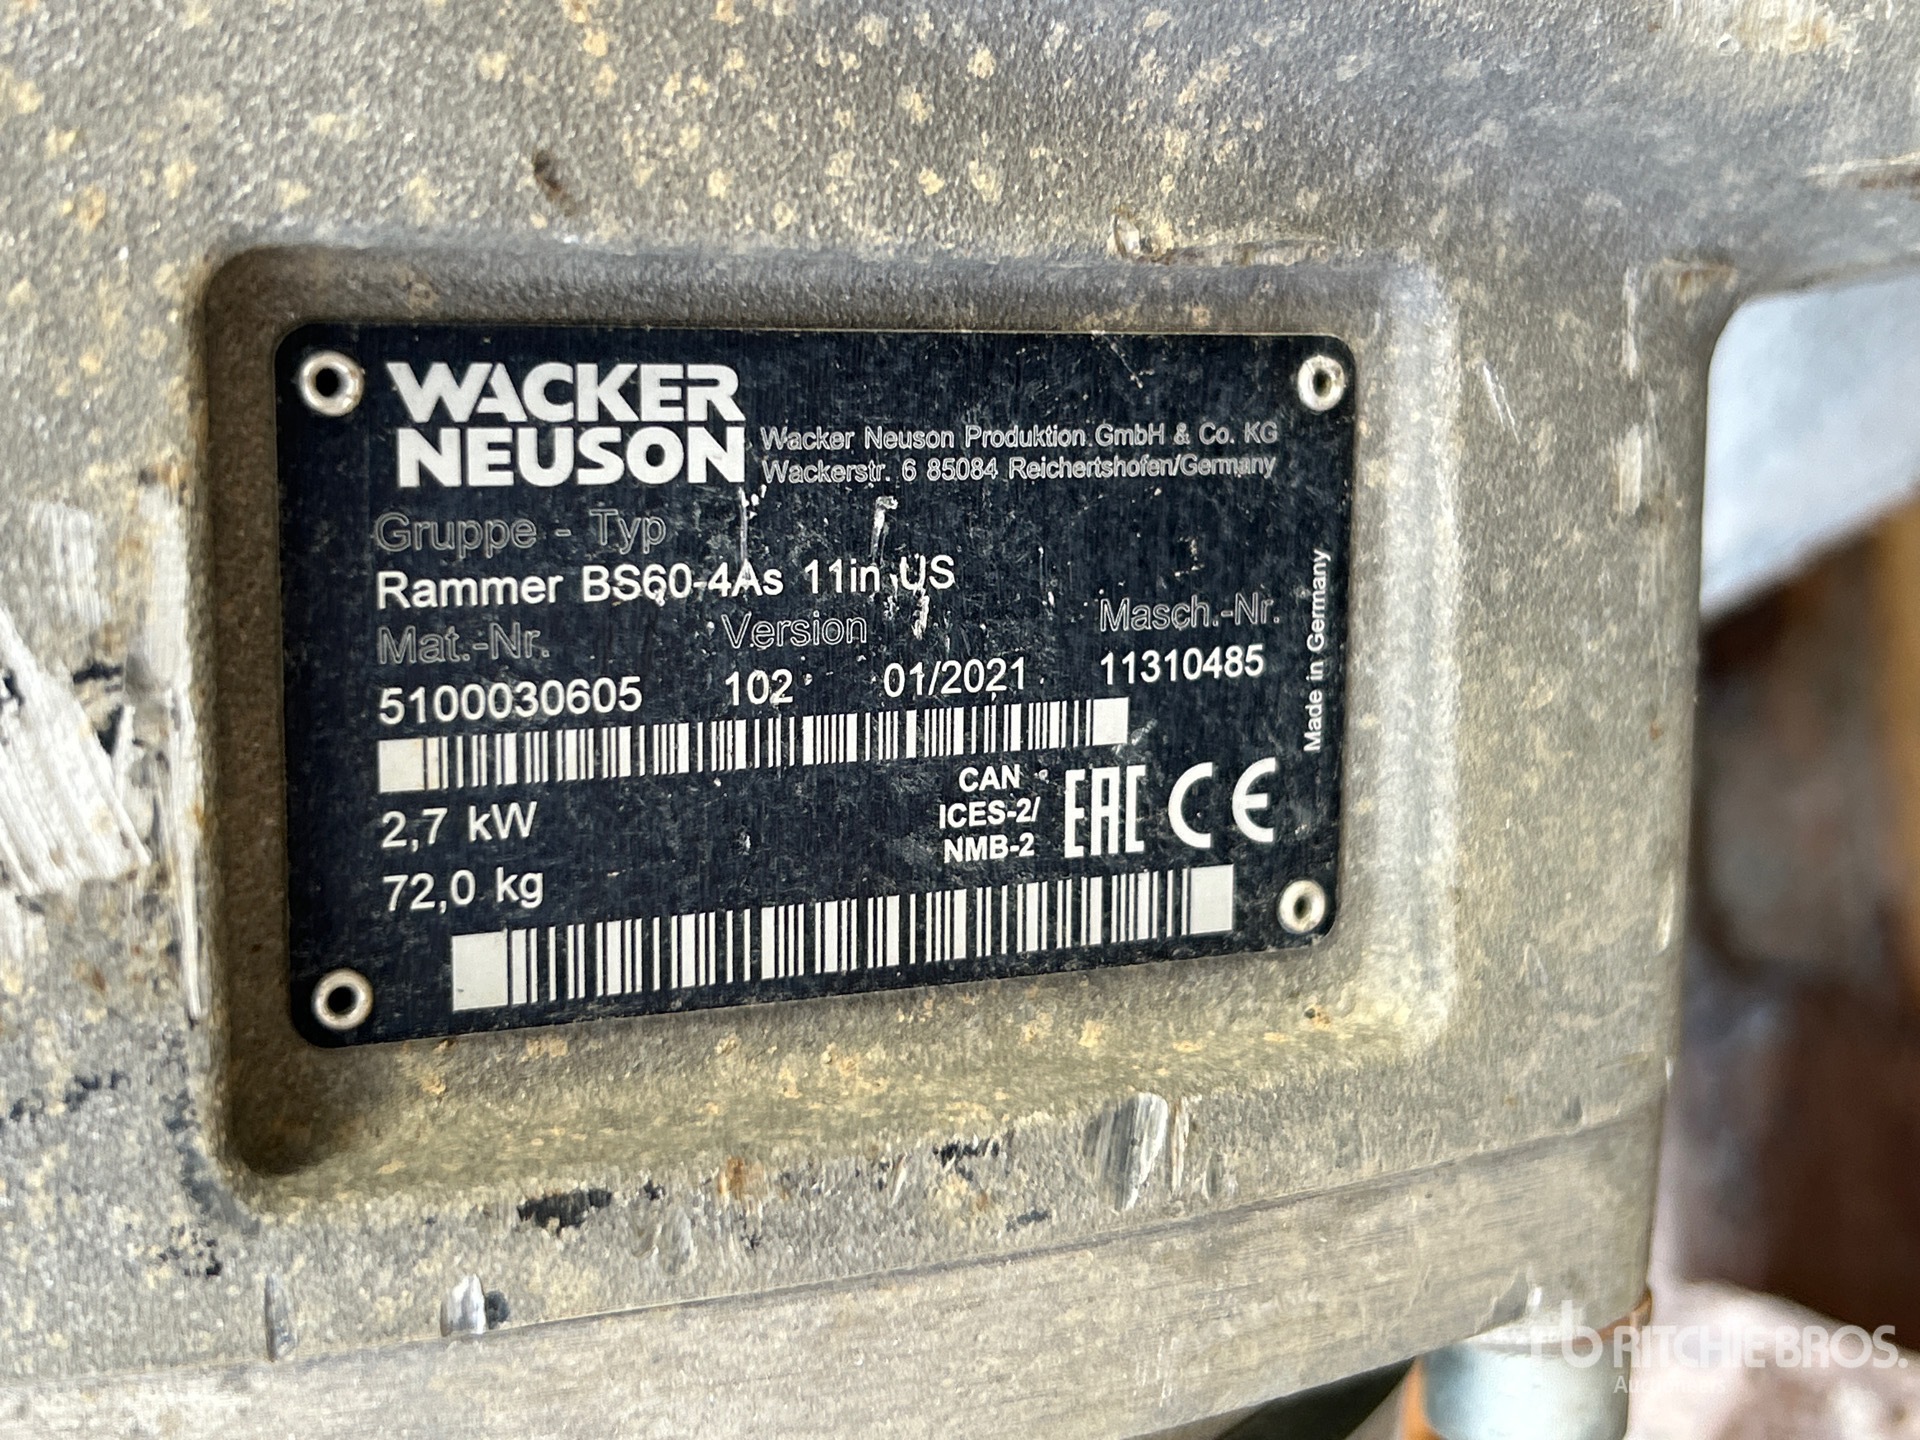 WACKER
NEUSON
Wacker Neuson Produktion GmbH & Co. KG
Wackerstr. 6 85084 Reichertshofen/Germany
Gruppe - Typ
Rammer BS60-4As 11in US
Mat.-Nr. Version Masch.-Nr.
5100030605 102 01/2021 11310485
2,7 kW
72,0 kg
CAN
ICES-2/
NMB-2
EAC CE
Made in Germany
rb RITCHIE BROS.
Auctioneers